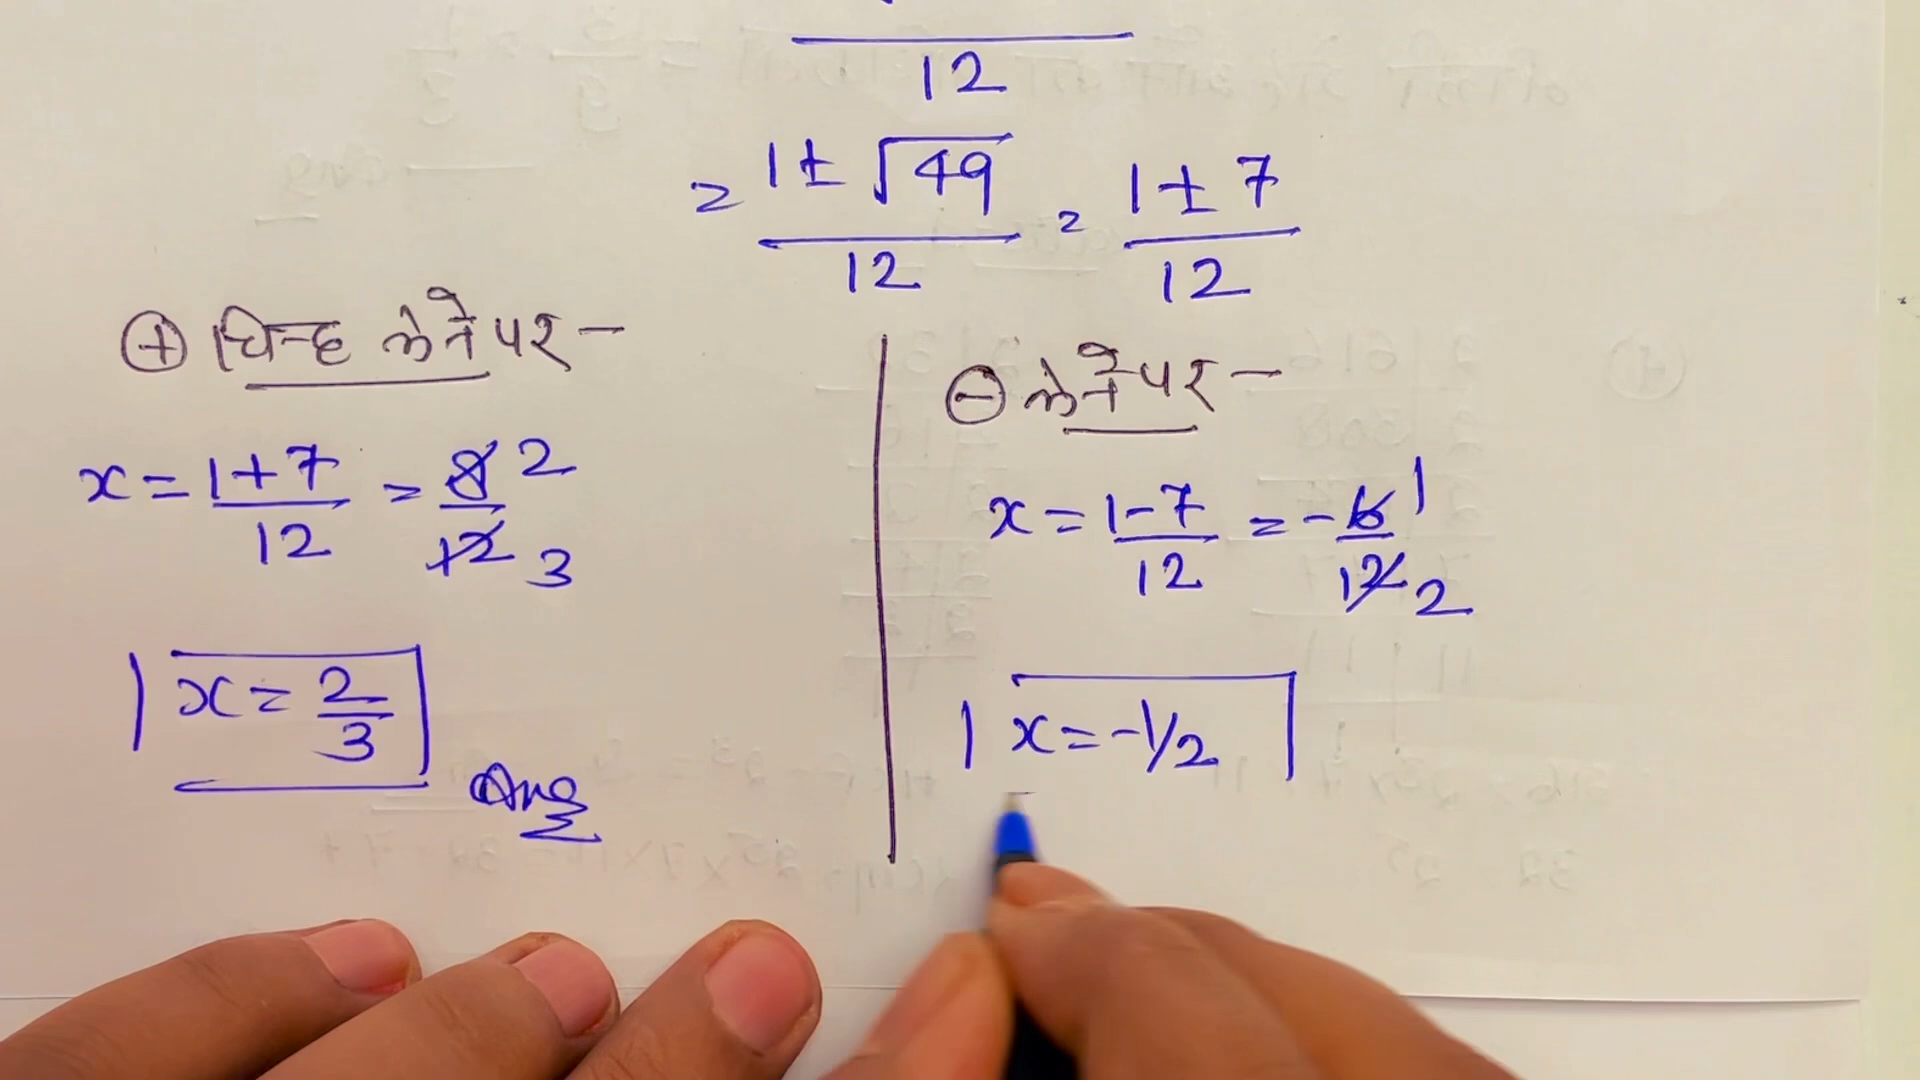 12
= 1 ± √49 / 12 = 1 ± 7 / 12
⊕ चिन्ह लेने पर –
x = 1+7 / 12 = 8 2 / 12 3
x = 2/3
Ans
⊖ लेने पर –
x = 1-7 / 12 = -6 1 / 12 2
x = -1/2